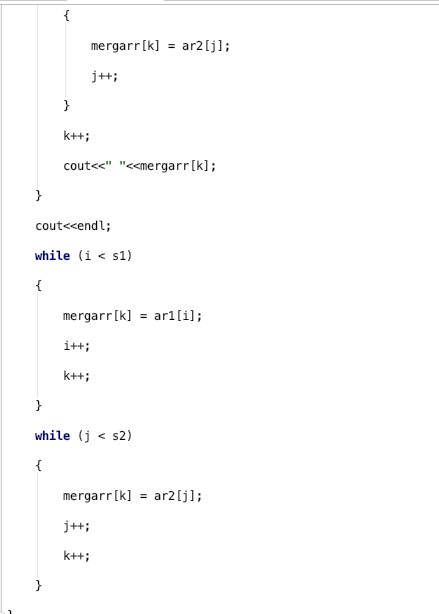 {
mergarr[k] = ar2[j];
j++;
}
k++;
cout<<" "<<mergarr[k];
}
cout<<endl;
while (i < s1)
{
mergarr[k] = ar1[i];
i++;
k++;
}
while (j < s2)
{
mergarr[k] = ar2[j];
j++;
k++;
}
}